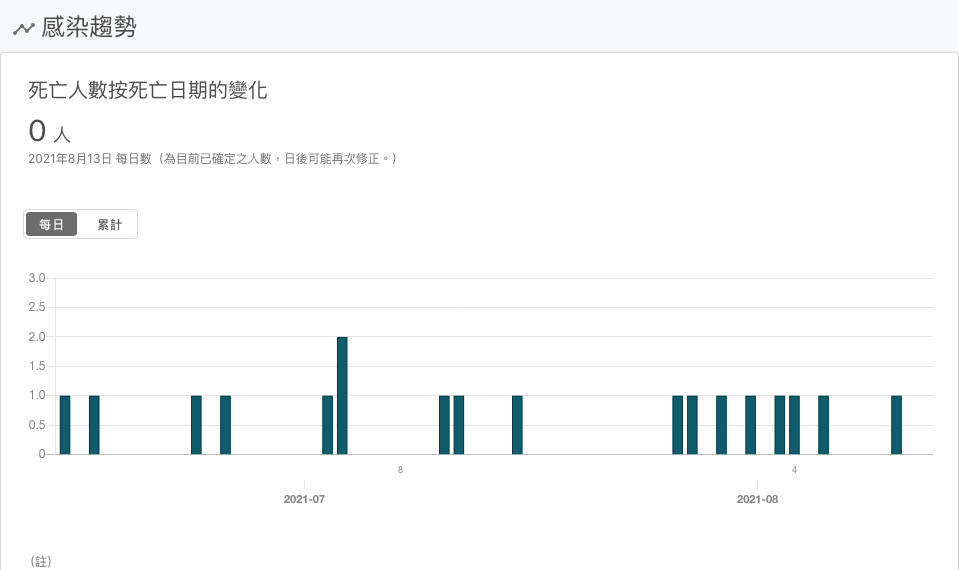 感染趨勢
死亡人數按死亡日期的變化
0 人
2021年8月13日 每日數（為目前已確定之人數，日後可能再次修正。）
每日 累計
3.0
2.5
2.0
1.5
1.0
0.5
0
8 4
2021-07 2021-08
（註）